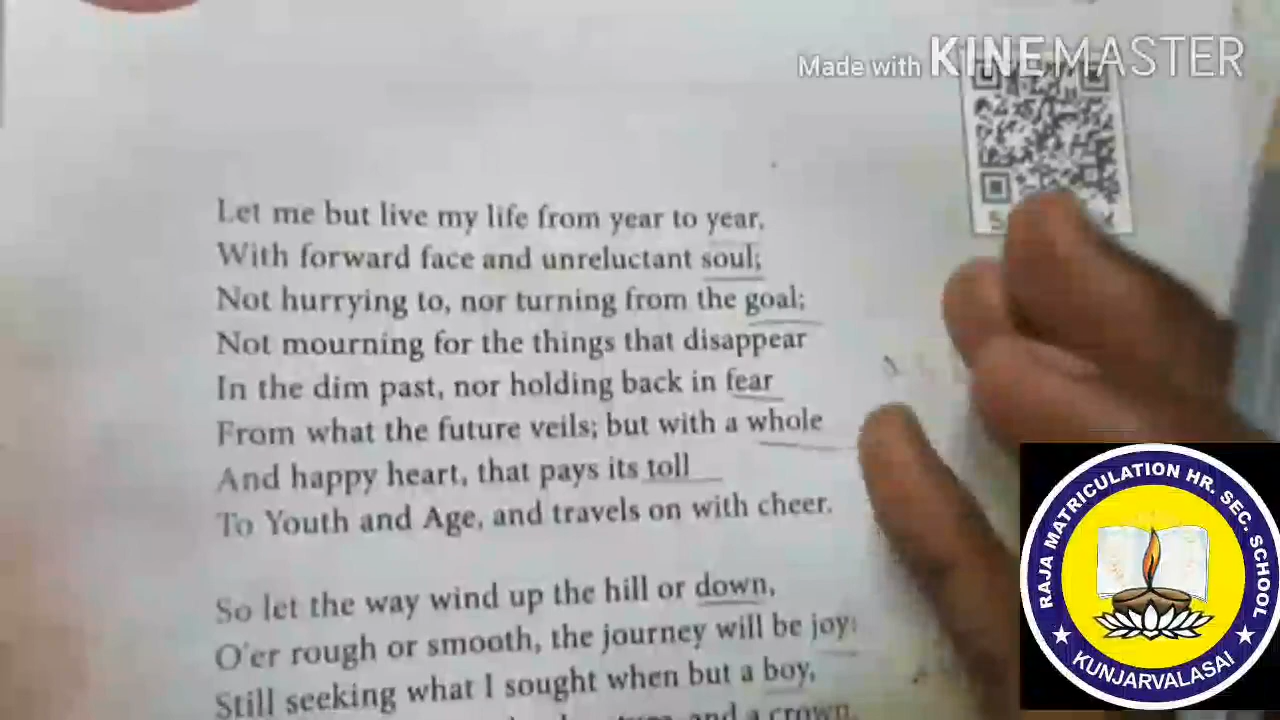 Made with KINEMASTER
Let me but live my life from year to year,
With forward face and unreluctant soul;
Not hurrying to, nor turning from the goal;
Not mourning for the things that disappear
In the dim past, nor holding back in fear
From what the future veils; but with a whole
And happy heart, that pays its toll
To Youth and Age, and travels on with cheer.
So let the way wind up the hill or down,
O'er rough or smooth, the journey will be joy:
Still seeking what I sought when but a boy,
and a crown,
RAJA MATRICULATION HR. SEC. SCHOOL
KUNJARVALASAI